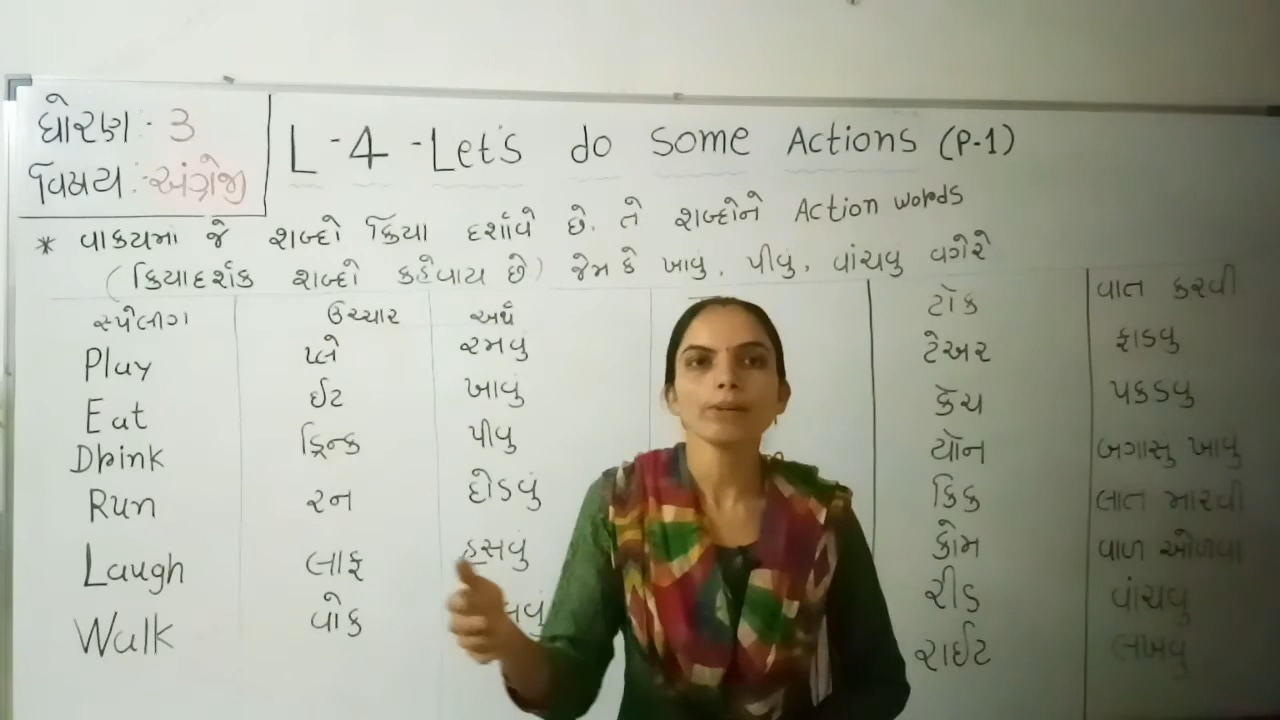 ધોરણ :- 3
વિષય :- અંગ્રેજી
L-4-Let's do some Actions (P-1)
* વાકયમાં જે શબ્દો ક્રિયા દર્શાવે છે. તે શબ્દોને Action words
(ક્રિયાદર્શક શબ્દો કહેવાય છે) જેમ કે ખાવુ, પીવુ, વાંચવુ વગેરે
સ્પેલીંગ ઉચ્ચાર અર્થ
Play પ્લે રમવુ ટૉક વાત કરવી
Eat ઈટ ખાવુ ટેઅર ફાડવુ
Drink ડ્રિન્ક પીવુ કૅચ પકડવુ
Run રન દોડવું યૉન બગાસુ ખાવુ
Laugh લાફ હસવુ કિક લાત મારવી
Walk વોક કોમ વાળ ઓળવા
રીડ વાંચવુ
રાઈટ લખવુ